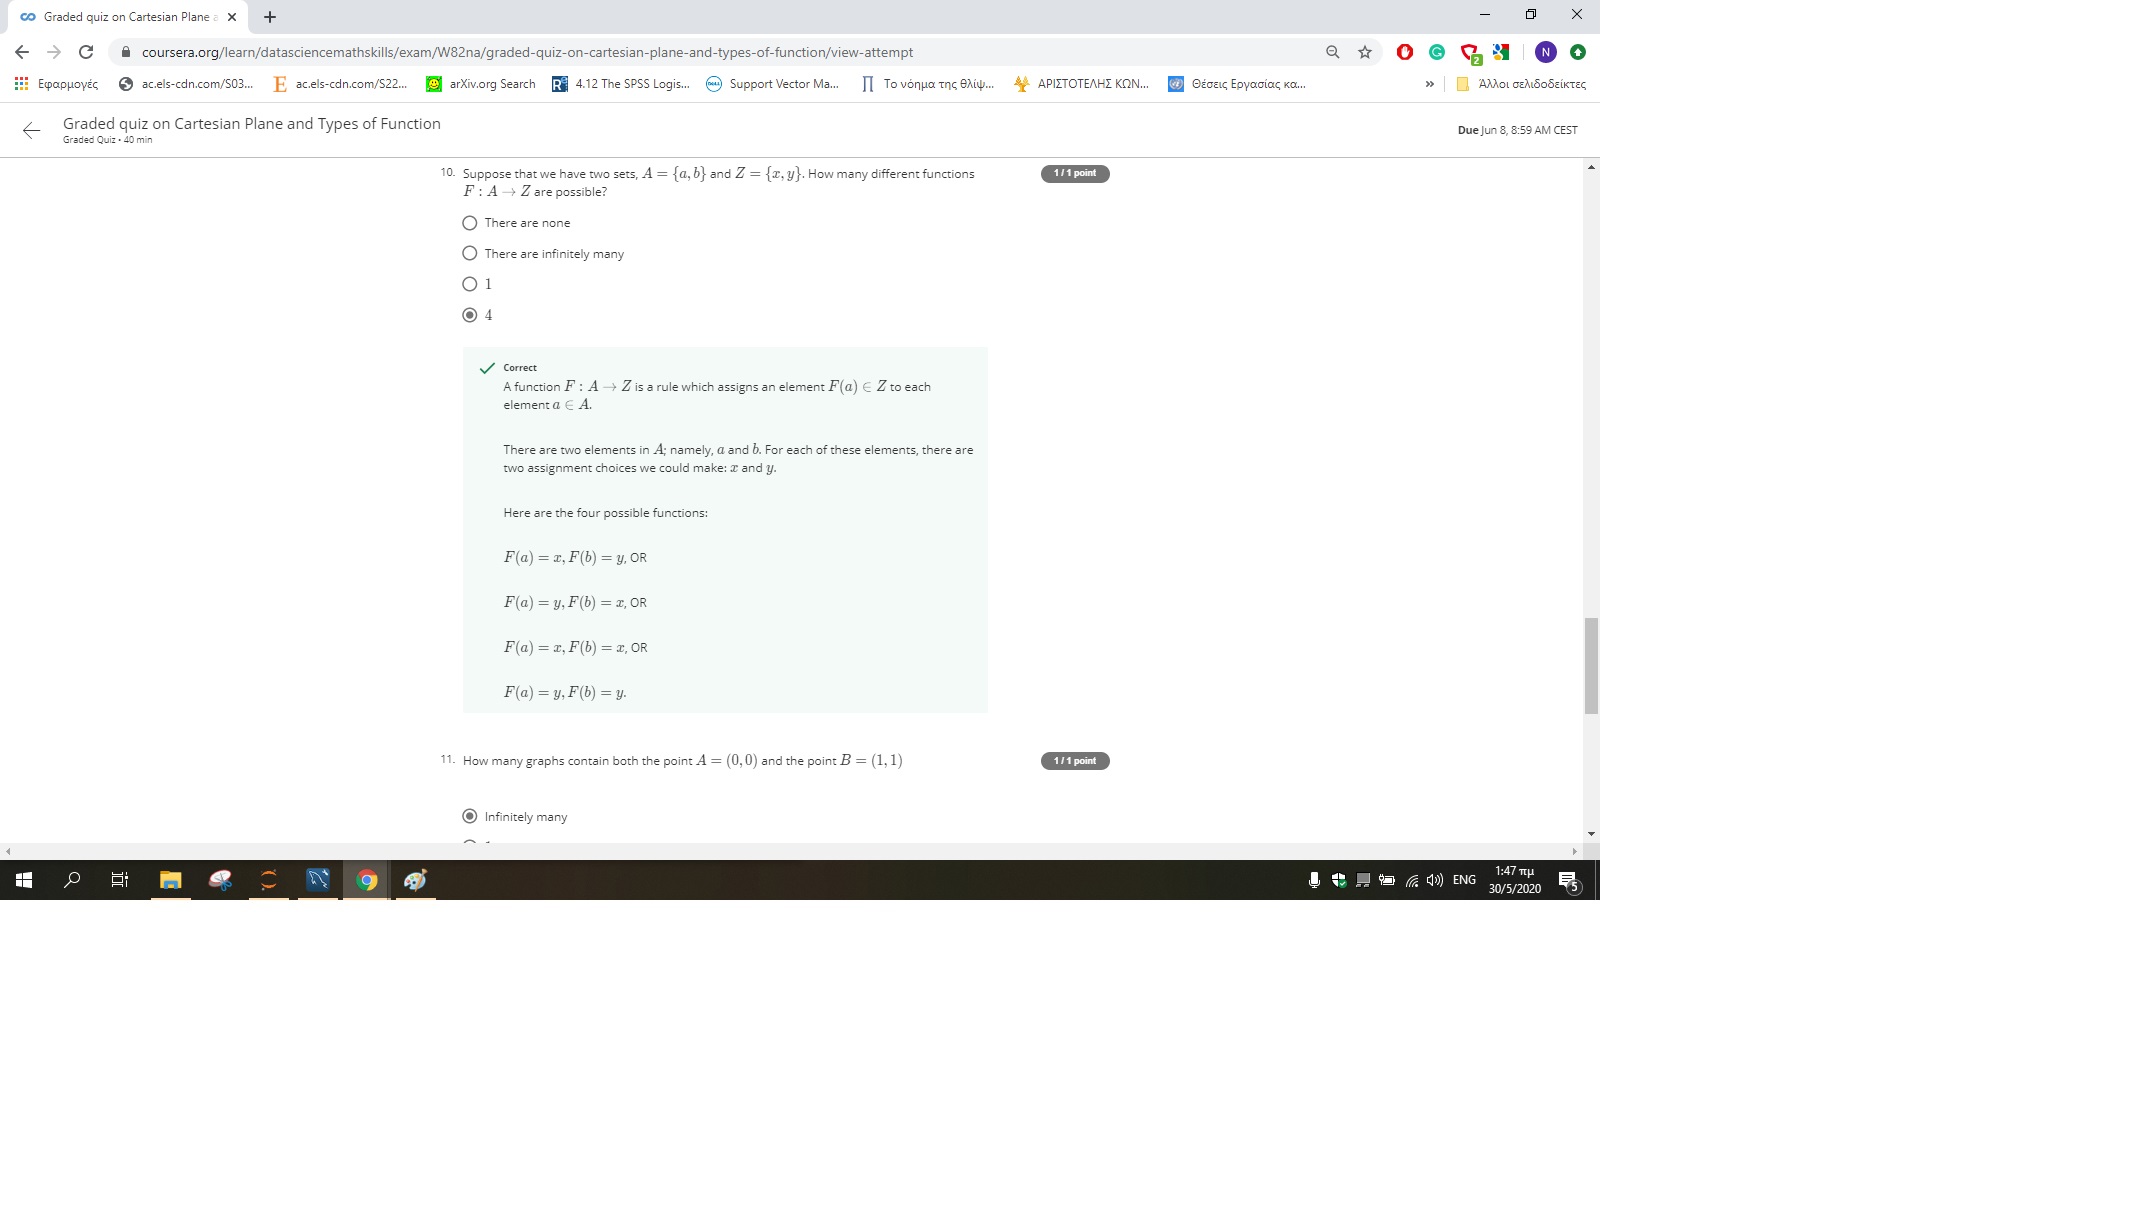 Graded quiz on Cartesian Plane a
coursera.org/learn/datasciencemathskills/exam/W82na/graded-quiz-on-cartesian-plane-and-types-of-function/view-attempt
G
2
N
Εφαρμογές
ac.els-cdn.com/S03...
E ac.els-cdn.com/S22...
arXiv.org Search
4.12 The SPSS Logis...
Support Vector Ma...
Το νόημα της θλίψ...
ΑΡΙΣΤΟΤΕΛΗΣ ΚΩΝ...
Θέσεις Εργασίας κα...
»
Άλλοι σελιδοδείκτες
Graded quiz on Cartesian Plane and Types of Function
Graded Quiz • 40 min
Due Jun 8, 8:59 AM CEST
10. Suppose that we have two sets, A = {a, b} and Z = {x, y}. How many different functions
F : A → Z are possible?
1 / 1 point
There are none
There are infinitely many
1
4
Correct
A function F : A → Z is a rule which assigns an element F(a) ∈ Z to each
element a ∈ A.
There are two elements in A; namely, a and b. For each of these elements, there are
two assignment choices we could make: x and y.
Here are the four possible functions:
F(a) = x, F(b) = y, OR
F(a) = y, F(b) = x, OR
F(a) = x, F(b) = x, OR
F(a) = y, F(b) = y.
11. How many graphs contain both the point A = (0, 0) and the point B = (1, 1)
1 / 1 point
Infinitely many
ENG
1:47 πμ
30/5/2020
5